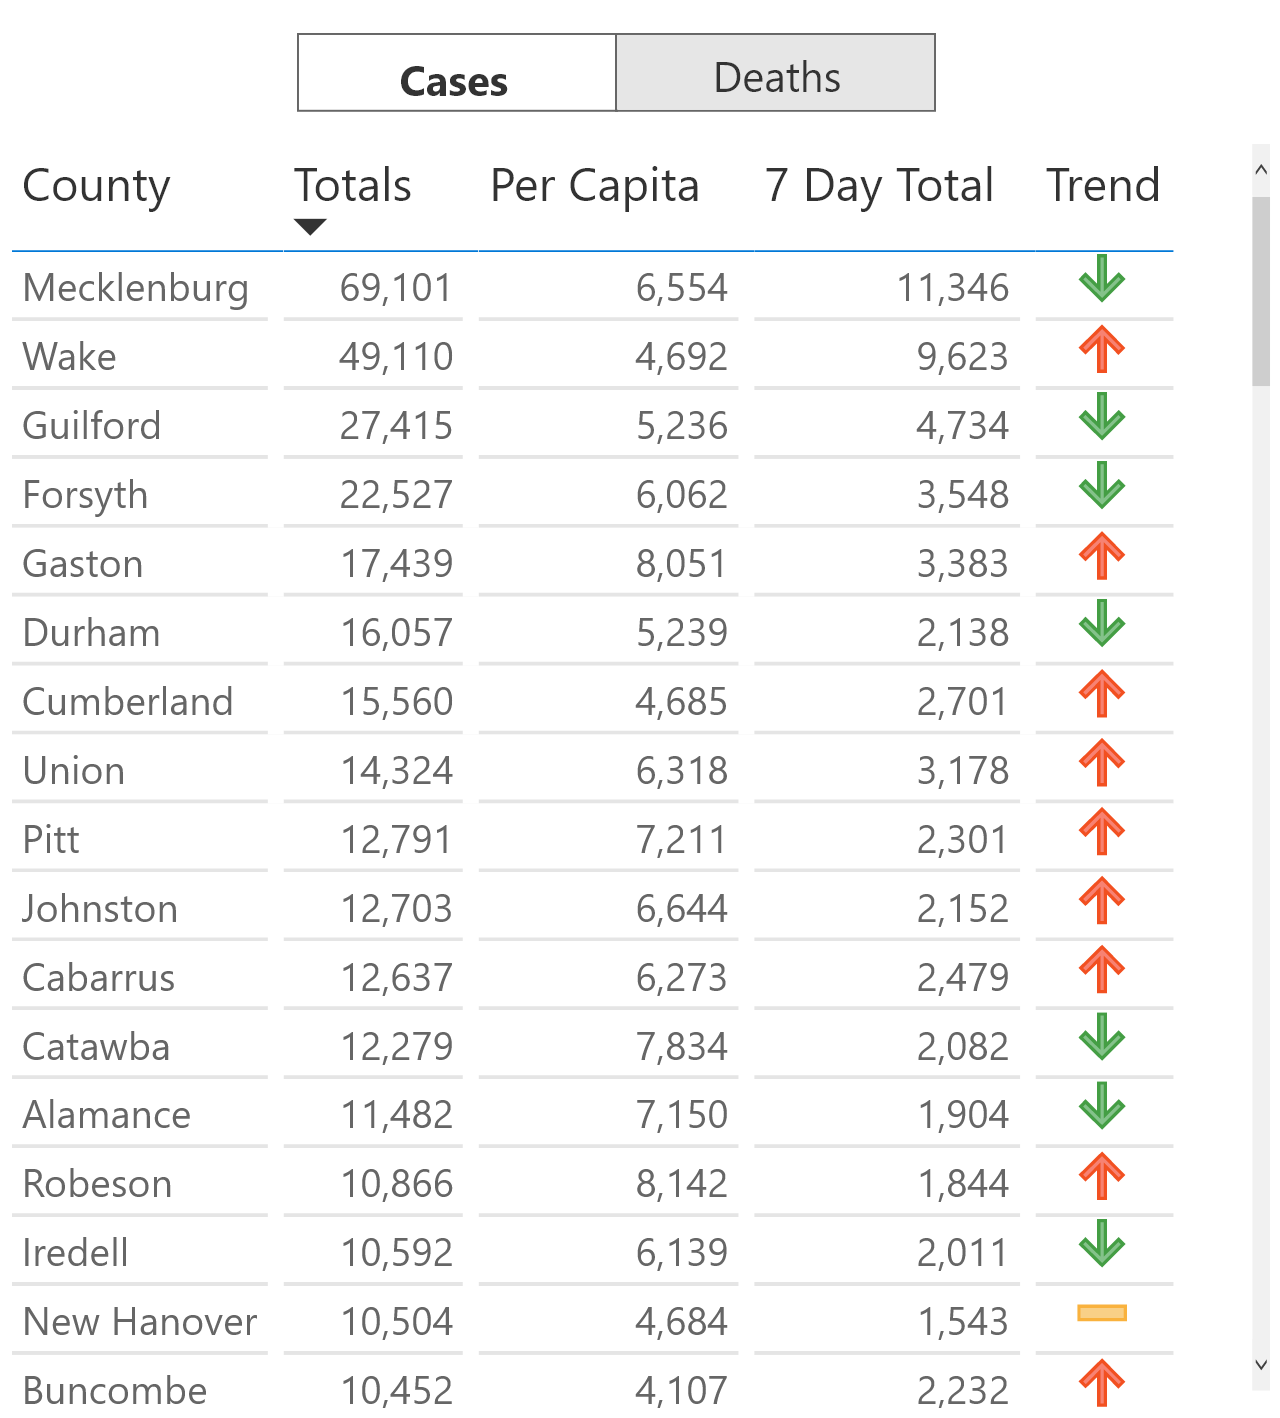 Cases Deaths
County Totals Per Capita 7 Day Total Trend
Mecklenburg 69,101 6,554 11,346
Wake 49,110 4,692 9,623
Guilford 27,415 5,236 4,734
Forsyth 22,527 6,062 3,548
Gaston 17,439 8,051 3,383
Durham 16,057 5,239 2,138
Cumberland 15,560 4,685 2,701
Union 14,324 6,318 3,178
Pitt 12,791 7,211 2,301
Johnston 12,703 6,644 2,152
Cabarrus 12,637 6,273 2,479
Catawba 12,279 7,834 2,082
Alamance 11,482 7,150 1,904
Robeson 10,866 8,142 1,844
Iredell 10,592 6,139 2,011
New Hanover 10,504 4,684 1,543
Buncombe 10,452 4,107 2,232